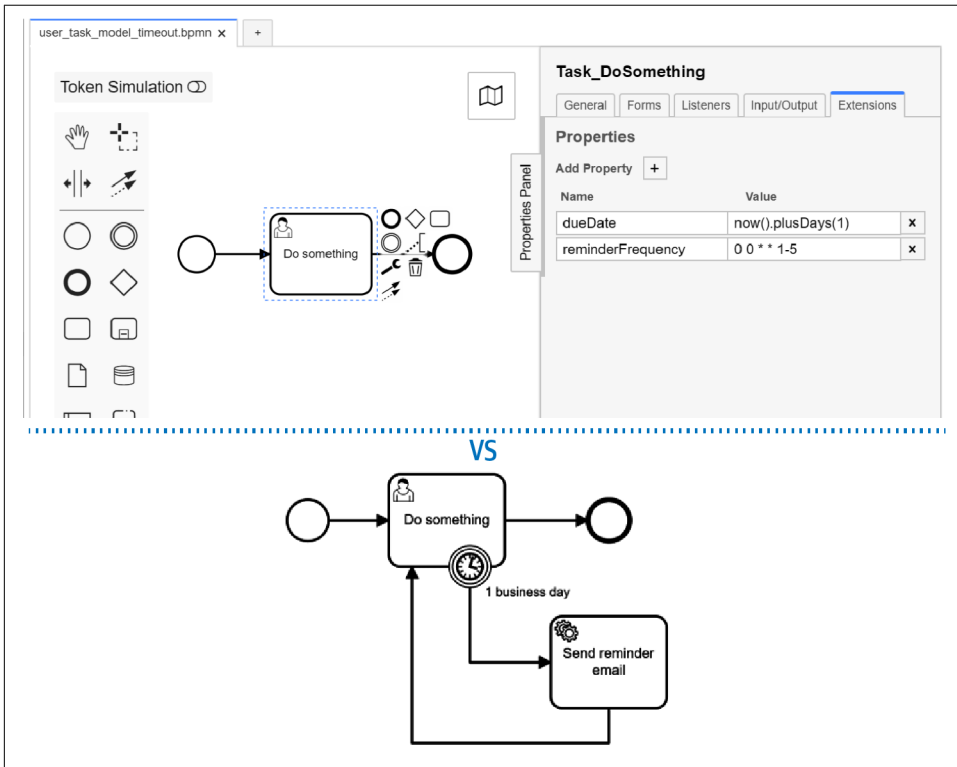 user_task_model_timeout.bpmn x +
Token Simulation
Task_DoSomething
General Forms Listeners Input/Output Extensions
Properties
Add Property +
Name Value
dueDate now().plusDays(1) x
reminderFrequency 0 0 * * 1-5 x
Properties Panel
Do something
VS
Do something
1 business day
Send reminder
email